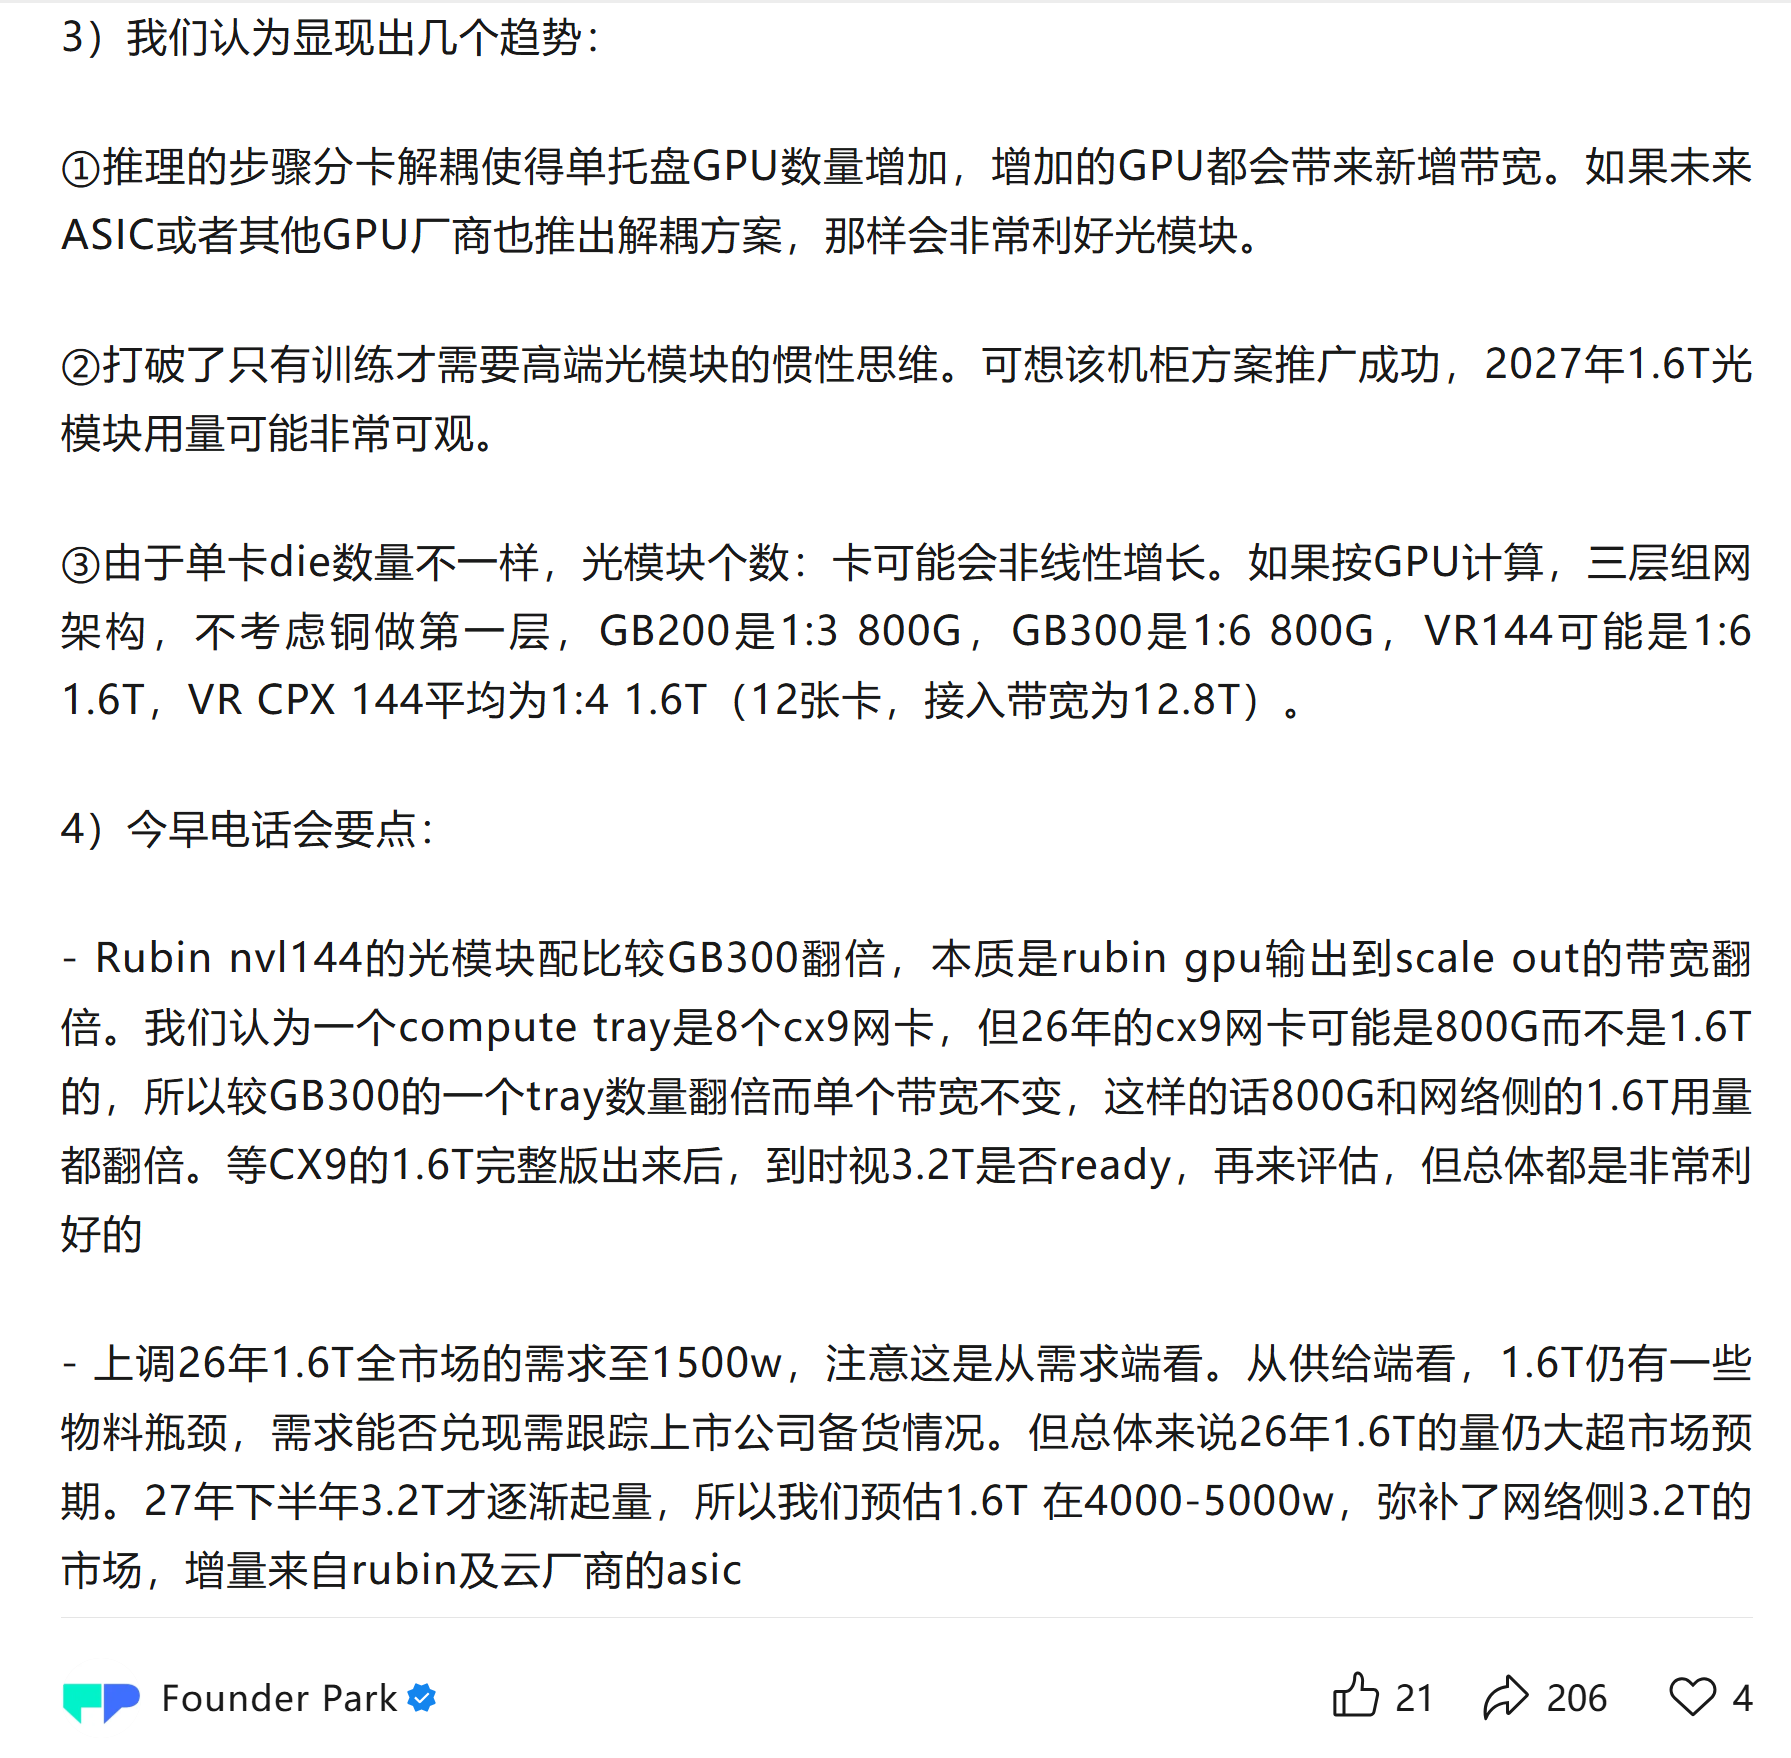 3）我们认为显现出几个趋势：
①推理的步骤分卡解耦使得单托盘GPU数量增加，增加的GPU都会带来新增带宽。如果未来
ASIC或者其他GPU厂商也推出解耦方案，那样会非常利好光模块。
②打破了只有训练才需要高端光模块的惯性思维。可想该机柜方案推广成功，2027年1.6T光
模块用量可能非常可观。
③由于单卡die数量不一样，光模块个数：卡可能会非线性增长。如果按GPU计算，三层组网
架构，不考虑铜做第一层，GB200是1:3 800G，GB300是1:6 800G，VR144可能是1:6
1.6T，VR CPX 144平均为1:4 1.6T（12张卡，接入带宽为12.8T）。
4）今早电话会要点：
- Rubin nvl144的光模块配比较GB300翻倍，本质是rubin gpu输出到scale out的带宽翻
倍。我们认为一个compute tray是8个cx9网卡，但26年的cx9网卡可能是800G而不是1.6T
的，所以较GB300的一个tray数量翻倍而单个带宽不变，这样的话800G和网络侧的1.6T用量
都翻倍。等CX9的1.6T完整版出来后，到时视3.2T是否ready，再来评估，但总体都是非常利
好的
- 上调26年1.6T全市场的需求至1500w，注意这是从需求端看。从供给端看，1.6T仍有一些
物料瓶颈，需求能否兑现需跟踪上市公司备货情况。但总体来说26年1.6T的量仍大超市场预
期。27年下半年3.2T才逐渐起量，所以我们预估1.6T 在4000-5000w，弥补了网络侧3.2T的
市场，增量来自rubin及云厂商的asic
Founder Park 21 206 4